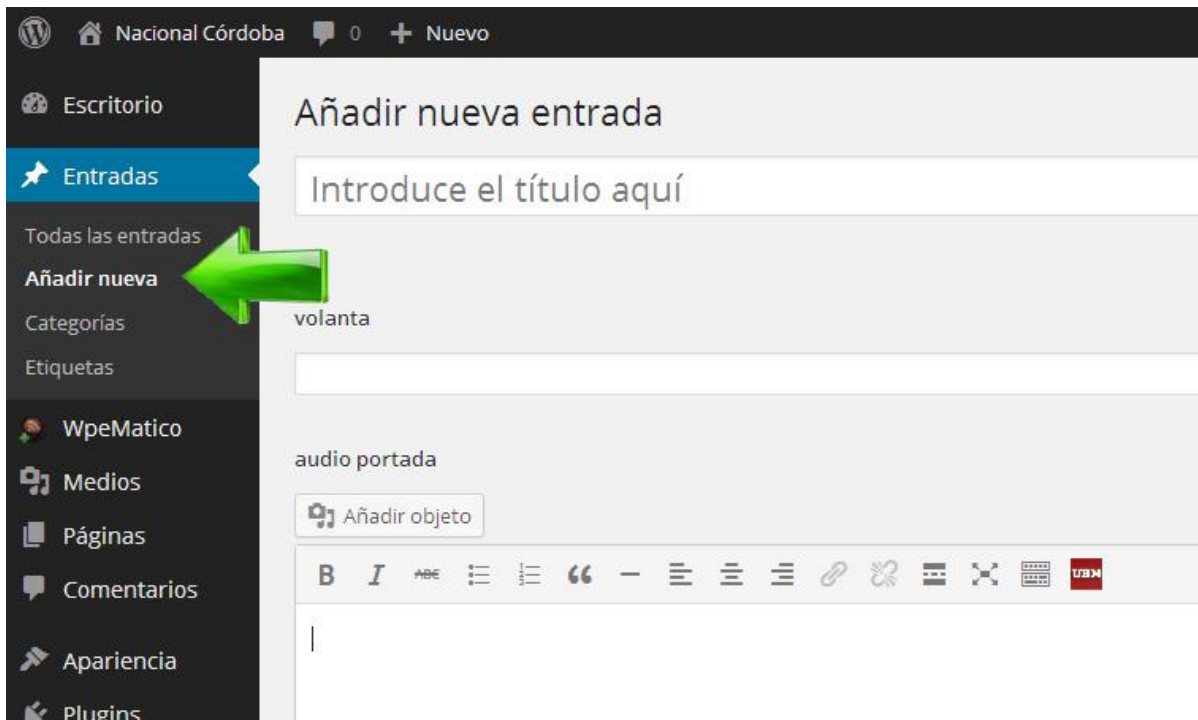 Nacional Córdoba 0 + Nuevo
Escritorio
Entradas
Todas las entradas
Añadir nueva
Categorías
Etiquetas
WpeMatico
Medios
Páginas
Comentarios
Apariencia
Plugins
Añadir nueva entrada
Introduce el título aquí
volanta
audio portada
Añadir objeto
B I ABC